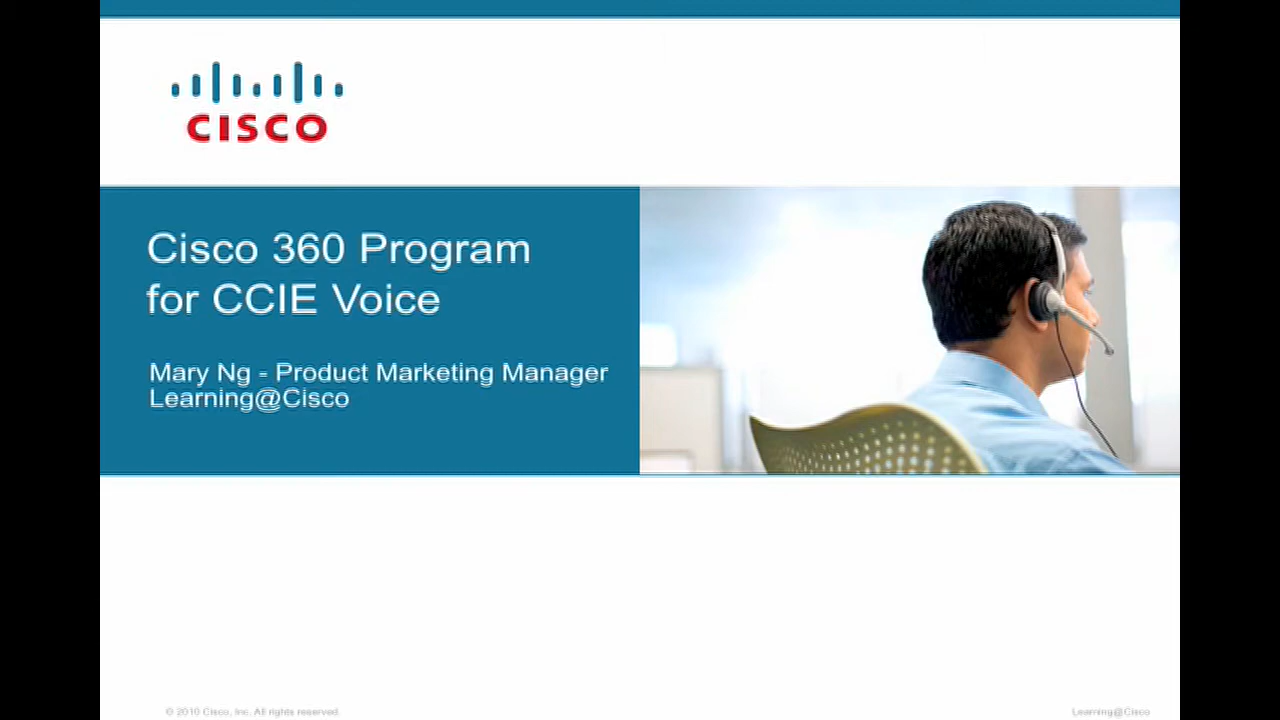 CISCO
Cisco 360 Program
for CCIE Voice
Mary Ng - Product Marketing Manager
Learning@Cisco
© 2010 Cisco, Inc. All rights reserved.
Learning@Cisco